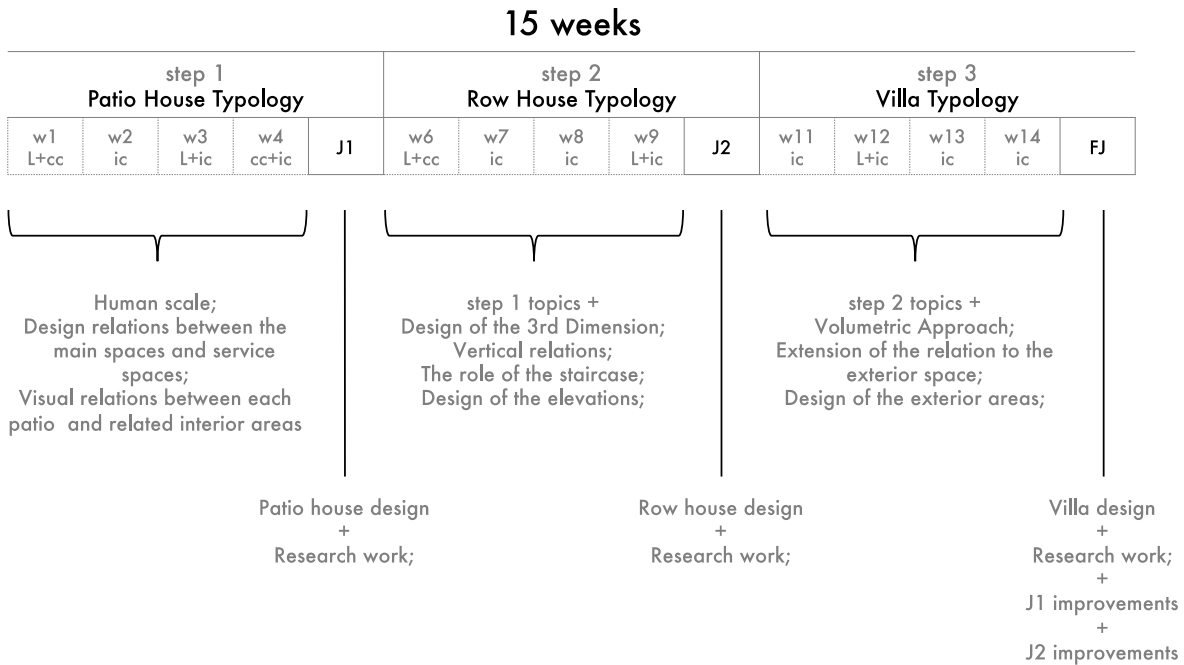 15 weeks
step 1
Patio House Typology
step 2
Row House Typology
step 3
Villa Typology
w1
L+cc
w2
ic
w3
L+ic
w4
cc+ic
J1
w6
L+cc
w7
ic
w8
ic
w9
L+ic
J2
w11
ic
w12
L+ic
w13
ic
w14
ic
FJ
Human scale;
Design relations between the
main spaces and service
spaces;
Visual relations between each
patio and related interior areas
step 1 topics +
Design of the 3rd Dimension;
Vertical relations;
The role of the staircase;
Design of the elevations;
step 2 topics +
Volumetric Approach;
Extension of the relation to the
exterior space;
Design of the exterior areas;
Patio house design
+
Research work;
Row house design
+
Research work;
Villa design
+
Research work;
+
J1 improvements
+
J2 improvements